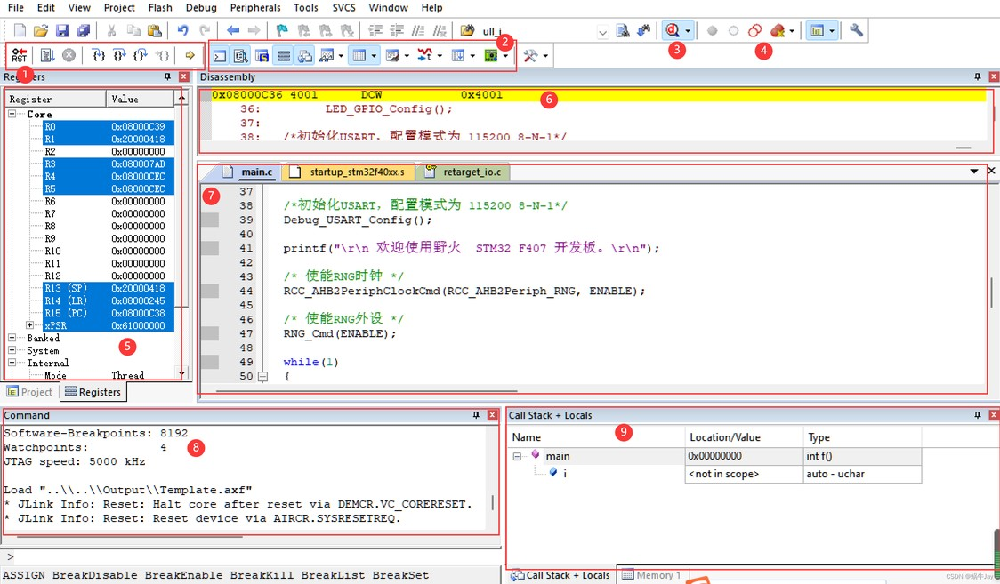 File Edit View Project Flash Debug Peripherals Tools SVCS Window Help
ull_i
RST
1
2
3
4
Registers
Register Value
Core
R0 0x08000C39
R1 0x20000418
R2 0x00000000
R3 0x080007AD
R4 0x08000CEC
R5 0x08000CEC
R6 0x00000000
R7 0x00000000
R8 0x00000000
R9 0x00000000
R10 0x00000000
R11 0x00000000
R12 0x00000000
R13 (SP) 0x20000418
R14 (LR) 0x08000245
R15 (PC) 0x08000C38
xPSR 0x61000000
Banked
System
Internal
Mode Thread
5
Project Registers
Disassembly
0x08000C36 4001 DCW 0x4001
6
36: LED_GPIO_Config();
37:
38: /*初始化USART，配置模式为 115200 8-N-1*/
main.c startup_stm32f40xx.s retarget_io.c
7
37
38 /*初始化USART，配置模式为 115200 8-N-1*/
39 Debug_USART_Config();
40
41 printf("\r\n 欢迎使用野火 STM32 F407 开发板。\r\n");
42
43 /* 使能RNG时钟 */
44 RCC_AHB2PeriphClockCmd(RCC_AHB2Periph_RNG, ENABLE);
45
46 /* 使能RNG外设 */
47 RNG_Cmd(ENABLE);
48
49 while(1)
50 {
Command
Software-Breakpoints: 8192
Watchpoints: 4
8
JTAG speed: 5000 kHz
Load "..\\..\\Output\\Template.axf"
* JLink Info: Reset: Halt core after reset via DEMCR.VC_CORERESET.
* JLink Info: Reset: Reset device via AIRCR.SYSRESETREQ.
>
ASSIGN BreakDisable BreakEnable BreakKill BreakList BreakSet
Call Stack + Locals
9
Name Location/Value Type
main 0x00000000 int f()
i <not in scope> auto - uchar
Call Stack + Locals Memory 1
CSDN @蜗牛Jay